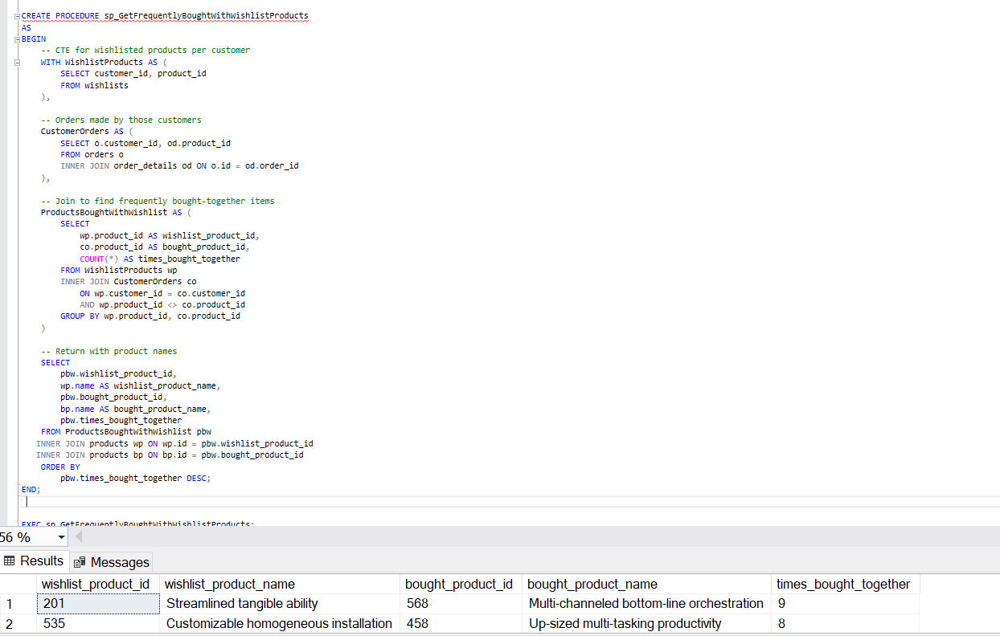 CREATE PROCEDURE sp_GetFrequentlyBoughtWithWishlistProducts
AS
BEGIN
-- CTE for wishlisted products per customer
WITH WishlistProducts AS (
SELECT customer_id, product_id
FROM wishlists
),
-- Orders made by those customers
CustomerOrders AS (
SELECT o.customer_id, od.product_id
FROM orders o
INNER JOIN order_details od ON o.id = od.order_id
),
-- Join to find frequently bought-together items
ProductsBoughtWithWishlist AS (
SELECT
wp.product_id AS wishlist_product_id,
co.product_id AS bought_product_id,
COUNT(*) AS times_bought_together
FROM WishlistProducts wp
INNER JOIN CustomerOrders co
ON wp.customer_id = co.customer_id
AND wp.product_id <> co.product_id
GROUP BY wp.product_id, co.product_id
)
-- Return with product names
SELECT
pbw.wishlist_product_id,
wp.name AS wishlist_product_name,
pbw.bought_product_id,
bp.name AS bought_product_name,
pbw.times_bought_together
FROM ProductsBoughtWithWishlist pbw
INNER JOIN products wp ON wp.id = pbw.wishlist_product_id
INNER JOIN products bp ON bp.id = pbw.bought_product_id
ORDER BY
pbw.times_bought_together DESC;
END;
EXEC sp_GetFrequentlyBoughtWithWishlistProducts;
56 %
Results Messages
wishlist_product_id wishlist_product_name bought_product_id bought_product_name times_bought_together
1 201 Streamlined tangible ability 568 Multi-channeled bottom-line orchestration 9
2 535 Customizable homogeneous installation 458 Up-sized multi-tasking productivity 8